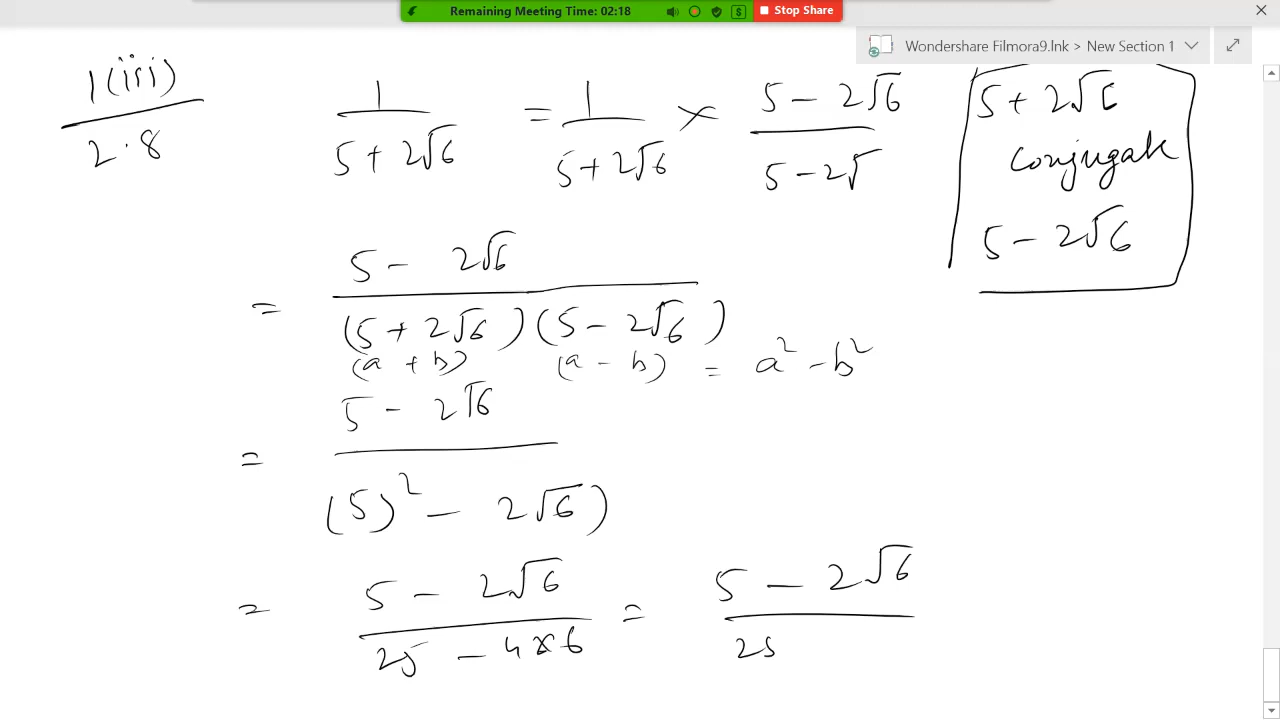 Remaining Meeting Time: 02:18 Stop Share
Wondershare Filmora9.lnk > New Section 1
1(iii)/2.8
1/(5 + 2√6) = 1/(5 + 2√6) × (5 - 2√6)/(5 - 2√)
5 + 2√6
conjugate
5 - 2√6
= (5 - 2√6)/((5 + 2√6)(5 - 2√6))
(a + b) (a - b) = a² - b²
= (5 - 2√6)/((5)² - 2√6)
= (5 - 2√6)/(25 - 4×6) = (5 - 2√6)/25